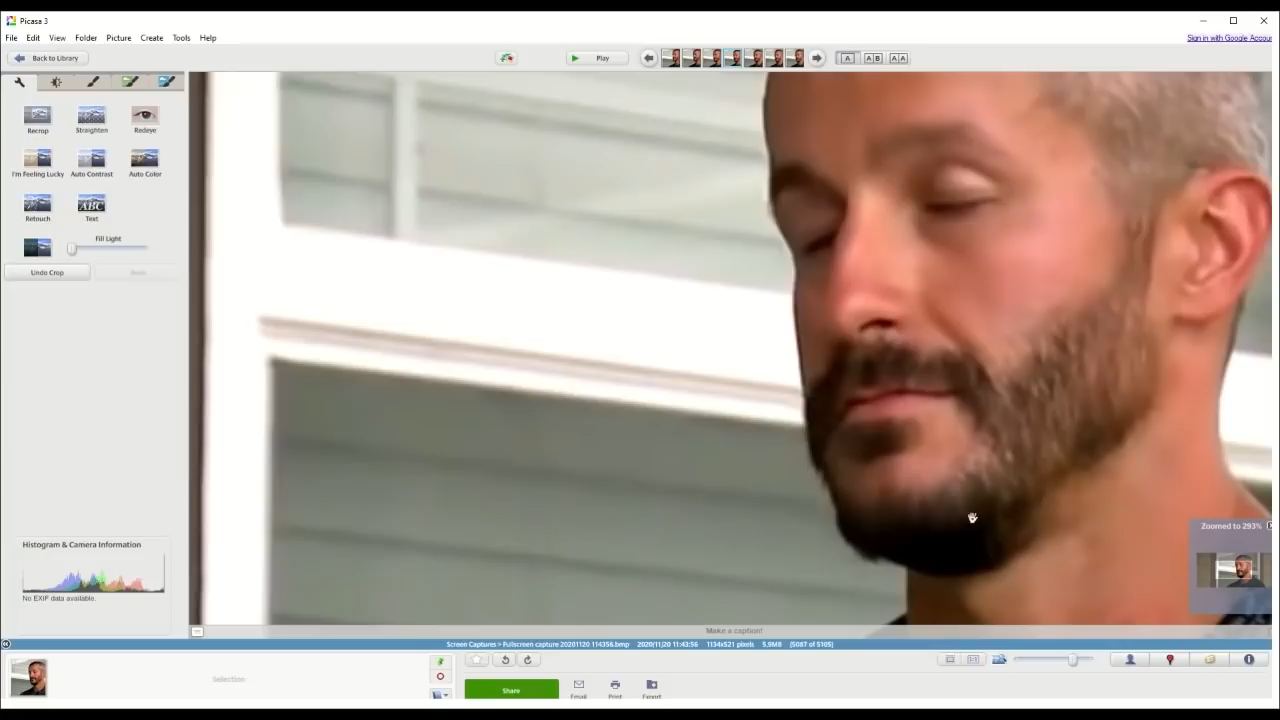 Picasa 3
File Edit View Folder Picture Create Tools Help
Sign in with Google Accou
Back to Library
Play
A AB AA
Recrop Straighten Redeye
I'm Feeling Lucky Auto Contrast Auto Color
Retouch ABC Text
Fill Light
Undo Crop
Histogram & Camera Information
No EXIF data available.
Zoomed to 293%
Make a caption!
Screen Captures > Fullscreen capture 20201120 114356.bmp 2020/11/20 11:43:56 1134x521 pixels 5.9MB (5087 of 5105)
Selection
Share
Email Print Export